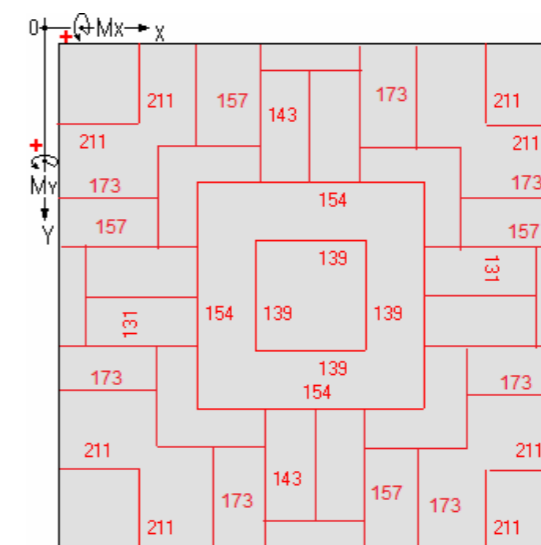 0 Mx X
+
211 157 143 173 211
+ 211 211
My 173 154 173
Y 157 157
139 131
131 154 139 139
173 139 173
154
211 143 157 211
173 173
211 211